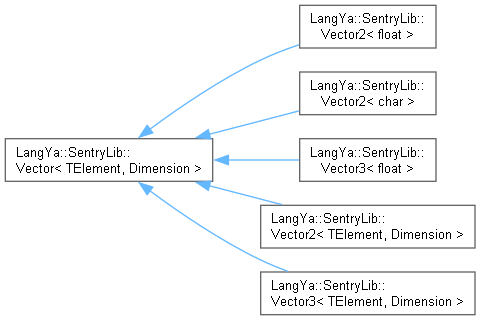 LangYa::SentryLib::
Vector2< float >
LangYa::SentryLib::
Vector2< char >
LangYa::SentryLib::
Vector< TElement, Dimension >
LangYa::SentryLib::
Vector3< float >
LangYa::SentryLib::
Vector2< TElement, Dimension >
LangYa::SentryLib::
Vector3< TElement, Dimension >